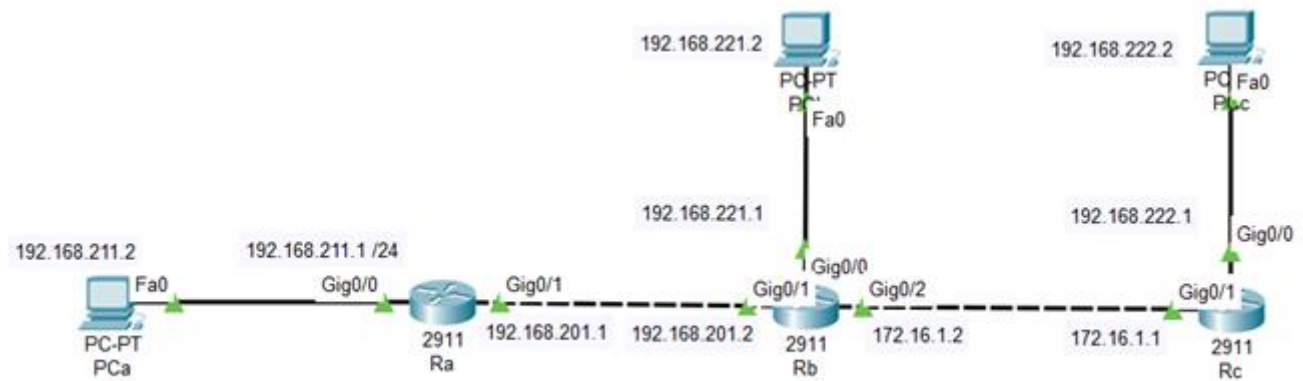 192.168.221.2
PC-PT
Fa0
192.168.222.2
PC
Fa0
192.168.221.1
192.168.222.1
Gig0/0
Gig0/0
192.168.211.2
192.168.211.1 /24
Fa0
Gig0/0
Gig0/1
Gig0/1
Gig0/2
Gig0/1
192.168.201.1
192.168.201.2
172.16.1.2
172.16.1.1
PC-PT
PCa
2911
Ra
2911
Rb
2911
Rc